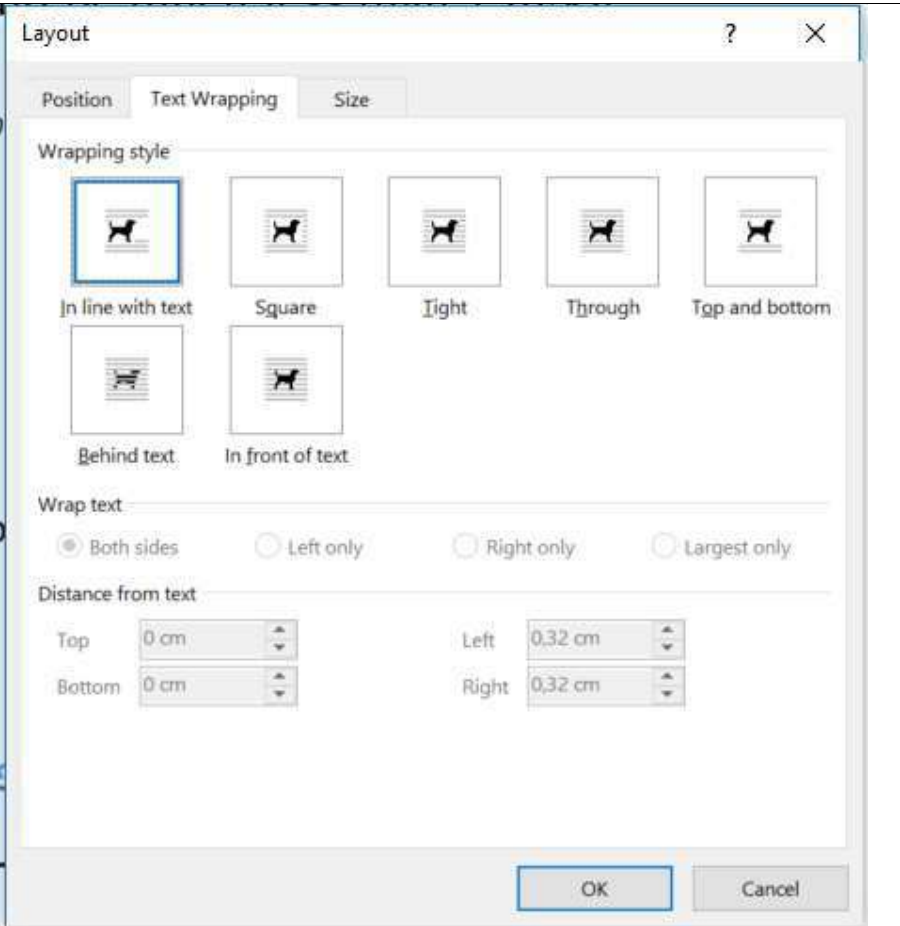 Layout ? ×
Position Text Wrapping Size
Wrapping style
In line with text Square Tight Through Top and bottom
Behind text In front of text
Wrap text
Both sides Left only Right only Largest only
Distance from text
Top 0 cm Left 0,32 cm
Bottom 0 cm Right 0,32 cm
OK Cancel